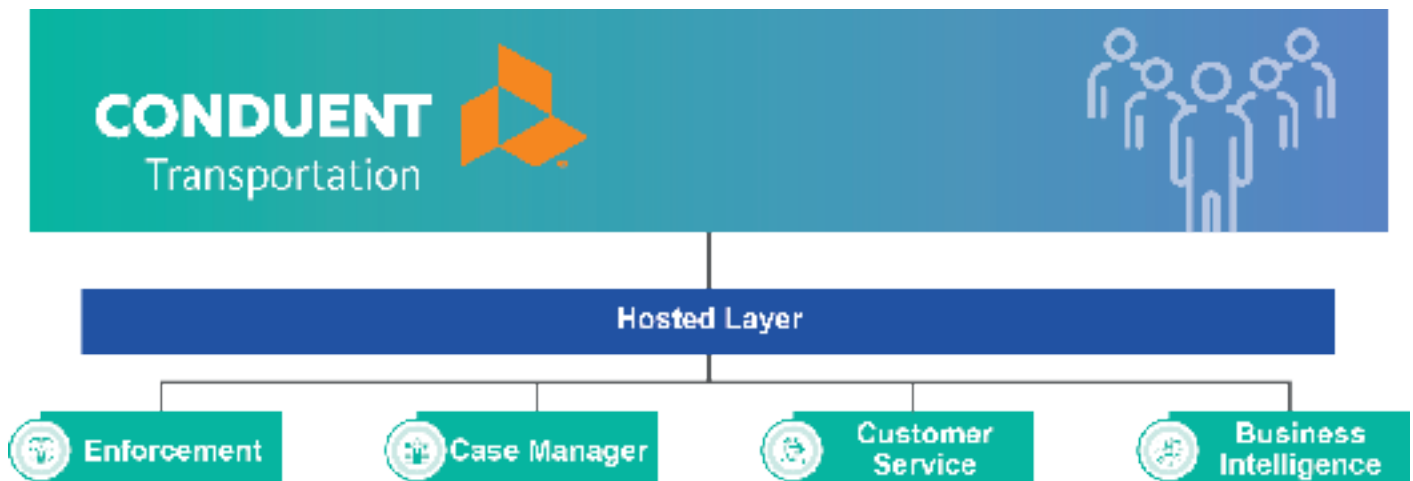 CONDUENT
Transportation
Hosted Layer
Enforcement
Case Manager
Customer
Service
Business
Intelligence